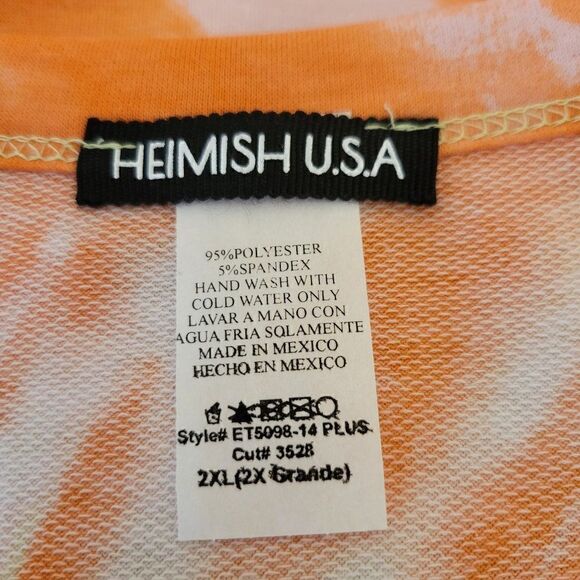 HEIMISH U.S.A
95%POLYESTER
5%SPANDEX
HAND WASH WITH
COLD WATER ONLY
LAVAR A MANO CON
AGUA FRIA SOLAMENTE
MADE IN MEXICO
HECHO EN MEXICO
Style# ET5098-14 PLUS
Cut# 3528
2XL(2X Grande)